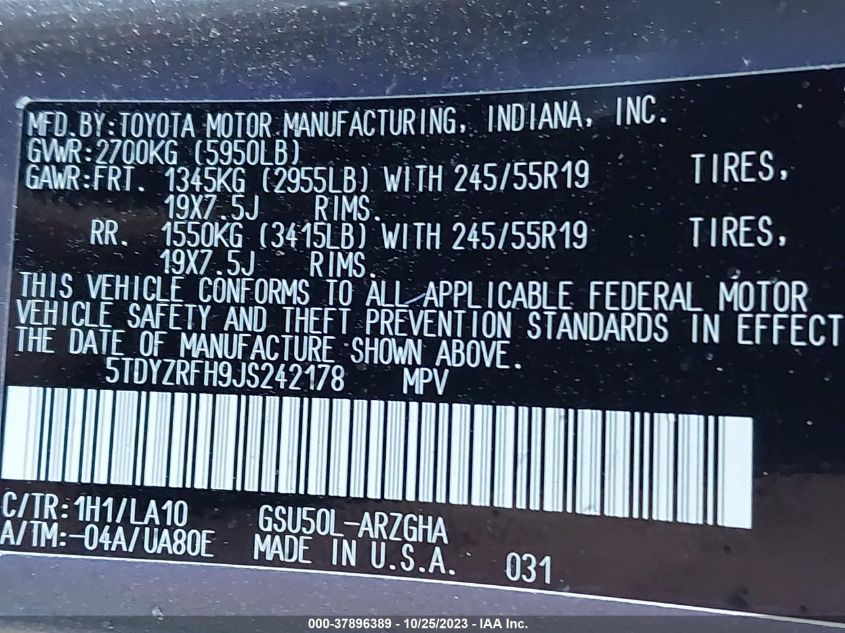 MFD.BY:TOYOTA MOTOR MANUFACTURING, INDIANA, INC.
GVWR:2700KG (5950LB)
GAWR:FRT. 1345KG (2955LB) WITH 245/55R19 TIRES,
19X7.5J RIMS.
RR. 1550KG (3415LB) WITH 245/55R19 TIRES,
19X7.5J RIMS.
THIS VEHICLE CONFORMS TO ALL APPLICABLE FEDERAL MOTOR
VEHICLE SAFETY AND THEFT PREVENTION STANDARDS IN EFFECT
THE DATE OF MANUFACTURE SHOWN ABOVE.
5TDYZRFH9JS242178 MPV
C/TR:1H1/LA10 GSU50L-ARZGHA
A/TM:-04A/UA80E MADE IN U.S.A. 031
000-37896389 - 10/25/2023 - IAA Inc.